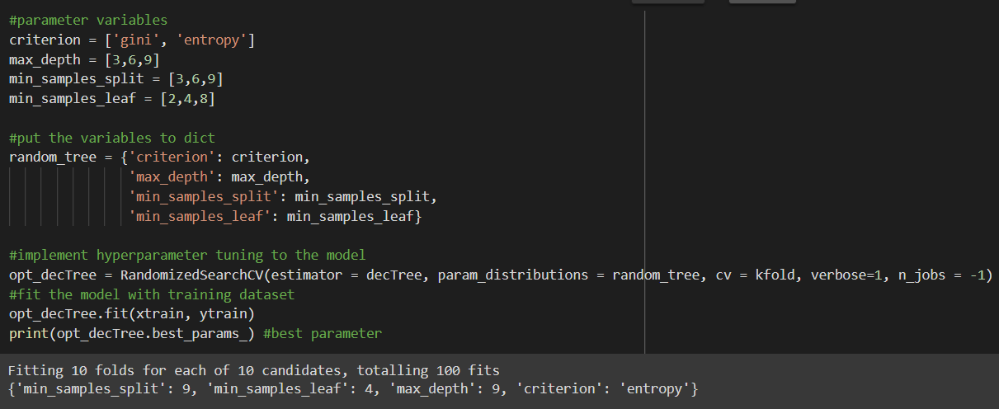 #parameter variables
criterion = ['gini', 'entropy']
max_depth = [3,6,9]
min_samples_split = [3,6,9]
min_samples_leaf = [2,4,8]
#put the variables to dict
random_tree = {'criterion': criterion,
'max_depth': max_depth,
'min_samples_split': min_samples_split,
'min_samples_leaf': min_samples_leaf}
#implement hyperparameter tuning to the model
opt_decTree = RandomizedSearchCV(estimator = decTree, param_distributions = random_tree, cv = kfold, verbose=1, n_jobs = -1)
#fit the model with training dataset
opt_decTree.fit(xtrain, ytrain)
print(opt_decTree.best_params_) #best parameter
Fitting 10 folds for each of 10 candidates, totalling 100 fits
{'min_samples_split': 9, 'min_samples_leaf': 4, 'max_depth': 9, 'criterion': 'entropy'}